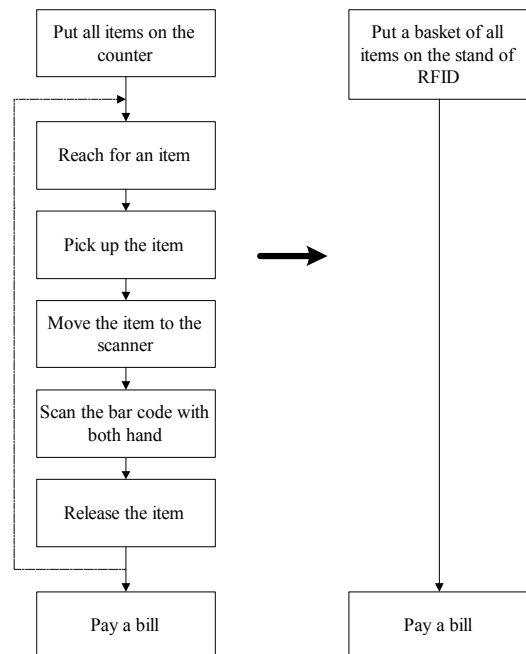 Put all items on the
counter
Reach for an item
Pick up the item
Move the item to the
scanner
Scan the bar code with
both hand
Release the item
Pay a bill
Put a basket of all
items on the stand of
RFID
Pay a bill